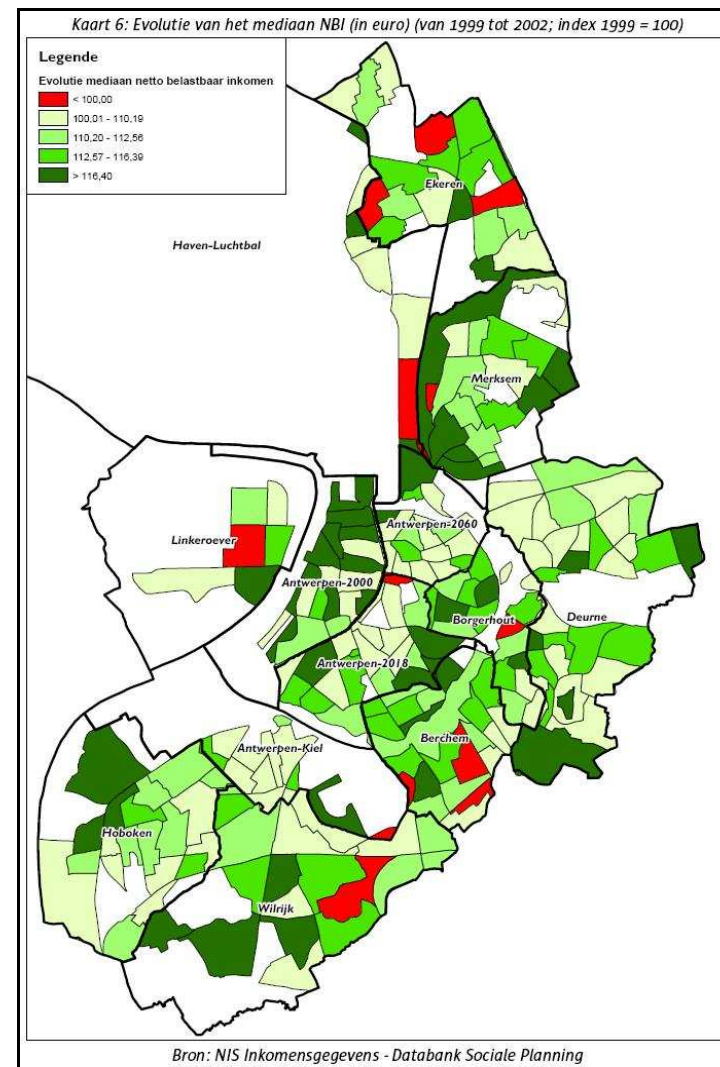 Kaart 6: Evolutie van het mediaan NBI (in euro) (van 1999 tot 2002; index 1999 = 100)
Legende
Evolutie mediaan netto belastbaar inkomen
< 100,00
100,01 - 110,19
110,20 - 112,56
112,57 - 116,39
> 116,40
Ekeren
Haven-Luchtbal
Merksem
Antwerpen-2060
Linkeroever
Antwerpen-2000
Borgerhout
Deurne
Antwerpen-2018
Berchem
Antwerpen-Kiel
Hoboken
Wilrijk
Bron: NIS Inkomensgegevens - Databank Sociale Planning